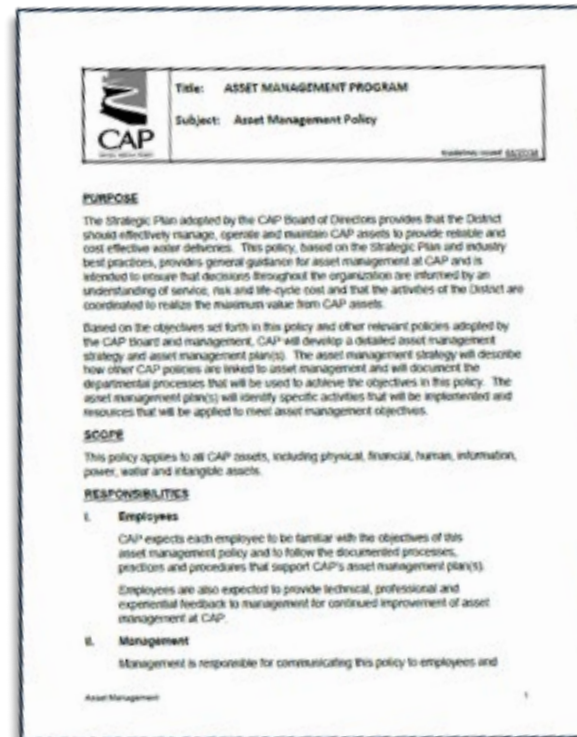 CAP
Title: ASSET MANAGEMENT PROGRAM
Subject: Asset Management Policy
PURPOSE
The Strategic Plan adopted by the CAP Board of Directors provides that the District
should effectively manage, operate and maintain CAP assets to provide reliable and
cost effective water deliveries. This policy, based on the Strategic Plan and industry
best practices, provides general guidance for asset management at CAP and is
intended to ensure that decisions throughout the organization are informed by an
understanding of service, risk and life-cycle cost and that the activities of the District are
coordinated to realize the maximum value from CAP assets.
Based on the objectives set forth in this policy and other relevant policies adopted by
the CAP Board and management, CAP will develop a detailed asset management
strategy and asset management plan(s). The asset management strategy will describe
how other CAP policies are linked to asset management and will document the
departmental processes that will be used to achieve the objectives in this policy. The
asset management plan(s) will identify specific activities that will be implemented and
resources that will be applied to meet asset management objectives.
SCOPE
This policy applies to all CAP assets, including physical, financial, human, information,
power, water and intangible assets.
RESPONSIBILITIES
I. Employees
CAP expects each employee to be familiar with the objectives of this
asset management policy and to follow the documented processes,
practices and procedures that support CAP's asset management plan(s).
Employees are also expected to provide technical, professional and
experiential feedback to management for continued improvement of asset
management at CAP.
II. Management
Management is responsible for communicating this policy to employees and
Asset Management 1